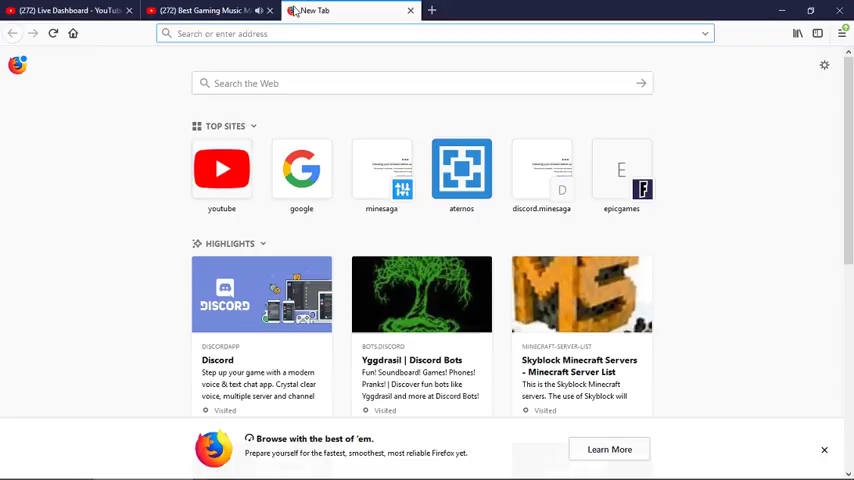 (272) Live Dashboard - YouTub
(272) Best Gaming Music M
New Tab
Search or enter address
Search the Web
TOP SITES
youtube
google
minesaga
aternos
D
discord.minesaga
E
epicgames
HIGHLIGHTS
DISCORD
MS
DISCORDAPP
Discord
Step up your game with a modern
voice & text chat app. Crystal clear
voice, multiple server and channel
Visited
BOTS.DISCORD
Yggdrasil | Discord Bots
Fun! Soundboard! Games! Phones!
Pranks! | Discover fun bots like
Yggdrasil and more at Discord Bots!
Visited
MINECRAFT-SERVER-LIST
Skyblock Minecraft Servers
- Minecraft Server List
This is the Skyblock Minecraft
servers. The use of Skyblock will
Visited
Browse with the best of 'em.
Prepare yourself for the fastest, smoothest, most reliable Firefox yet.
Learn More